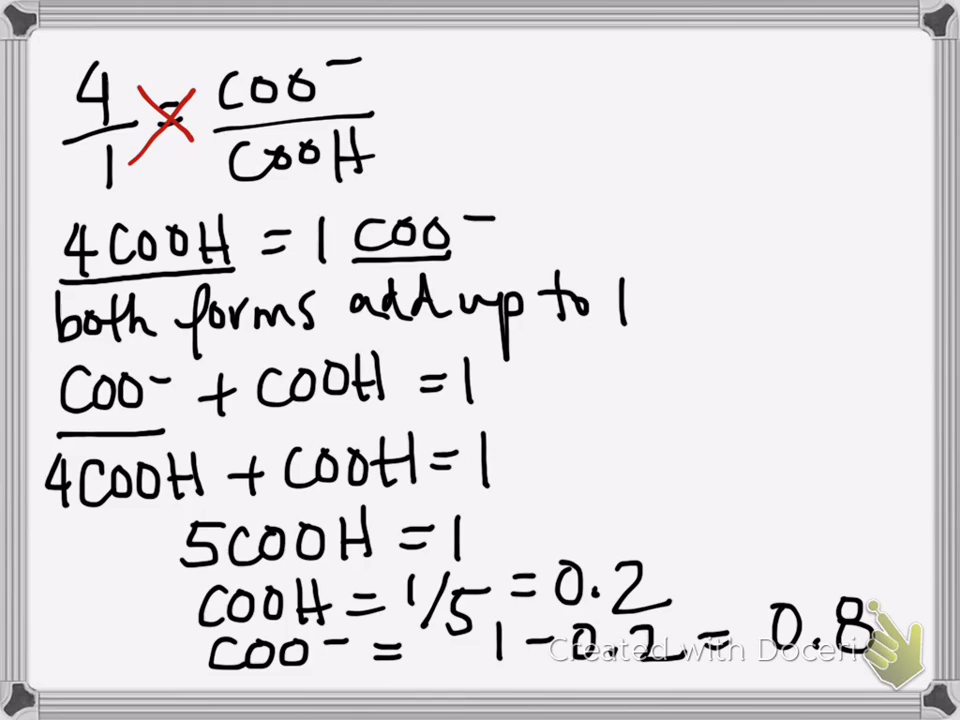 4/1 = COO⁻/COOH
4COOH = 1 COO⁻
both forms add up to 1
COO⁻ + COOH = 1
4COOH + COOH = 1
5COOH = 1
COOH = 1/5 = 0.2
COO⁻ = 1 - 0.2 = 0.8
Created with Doceri